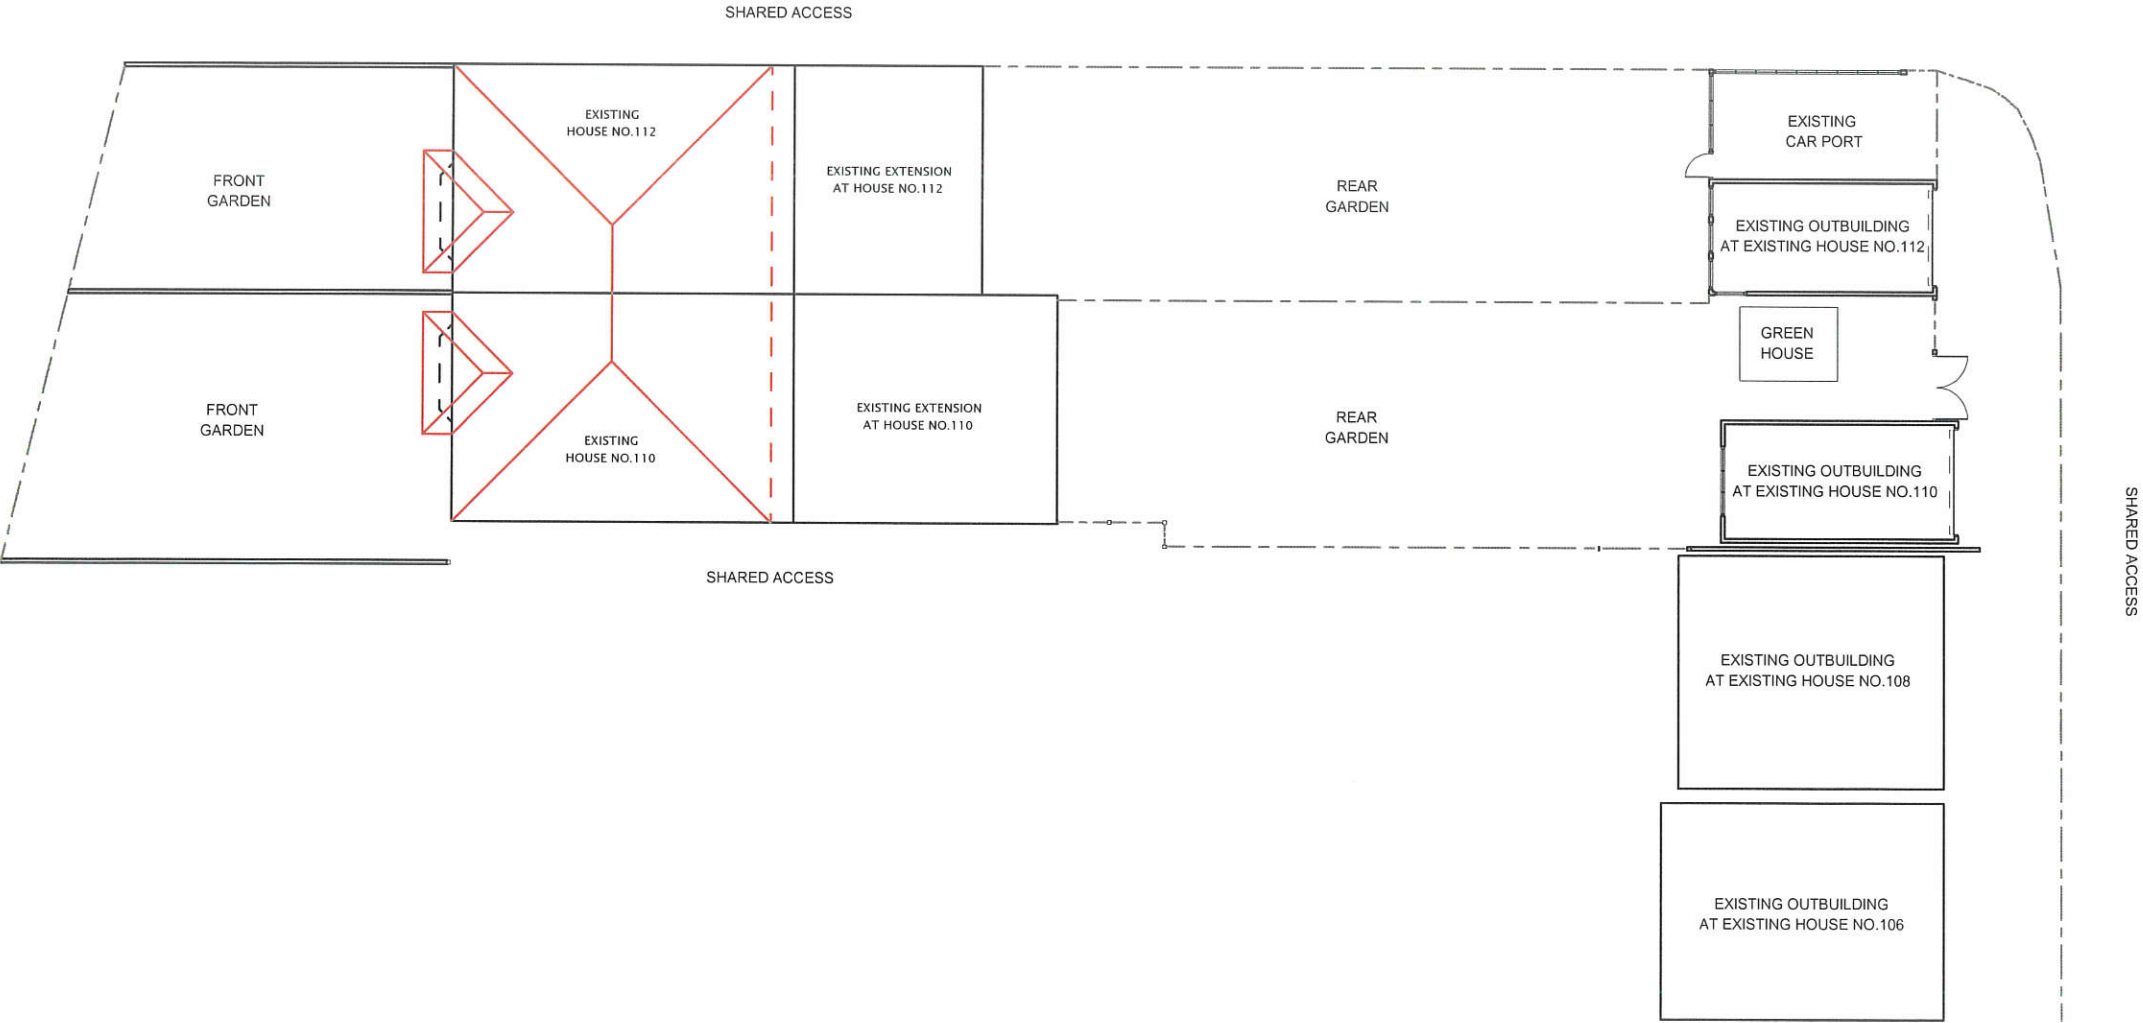 SHARED ACCESS
EXISTING
HOUSE NO.112
EXISTING
CAR PORT
FRONT
GARDEN
EXISTING EXTENSION
AT HOUSE NO.112
REAR
GARDEN
EXISTING OUTBUILDING
AT EXISTING HOUSE NO.112
GREEN
HOUSE
FRONT
GARDEN
EXISTING
HOUSE NO.110
EXISTING EXTENSION
AT HOUSE NO.110
REAR
GARDEN
EXISTING OUTBUILDING
AT EXISTING HOUSE NO.110
SHARED ACCESS
SHARED ACCESS
EXISTING OUTBUILDING
AT EXISTING HOUSE NO.108
EXISTING OUTBUILDING
AT EXISTING HOUSE NO.106